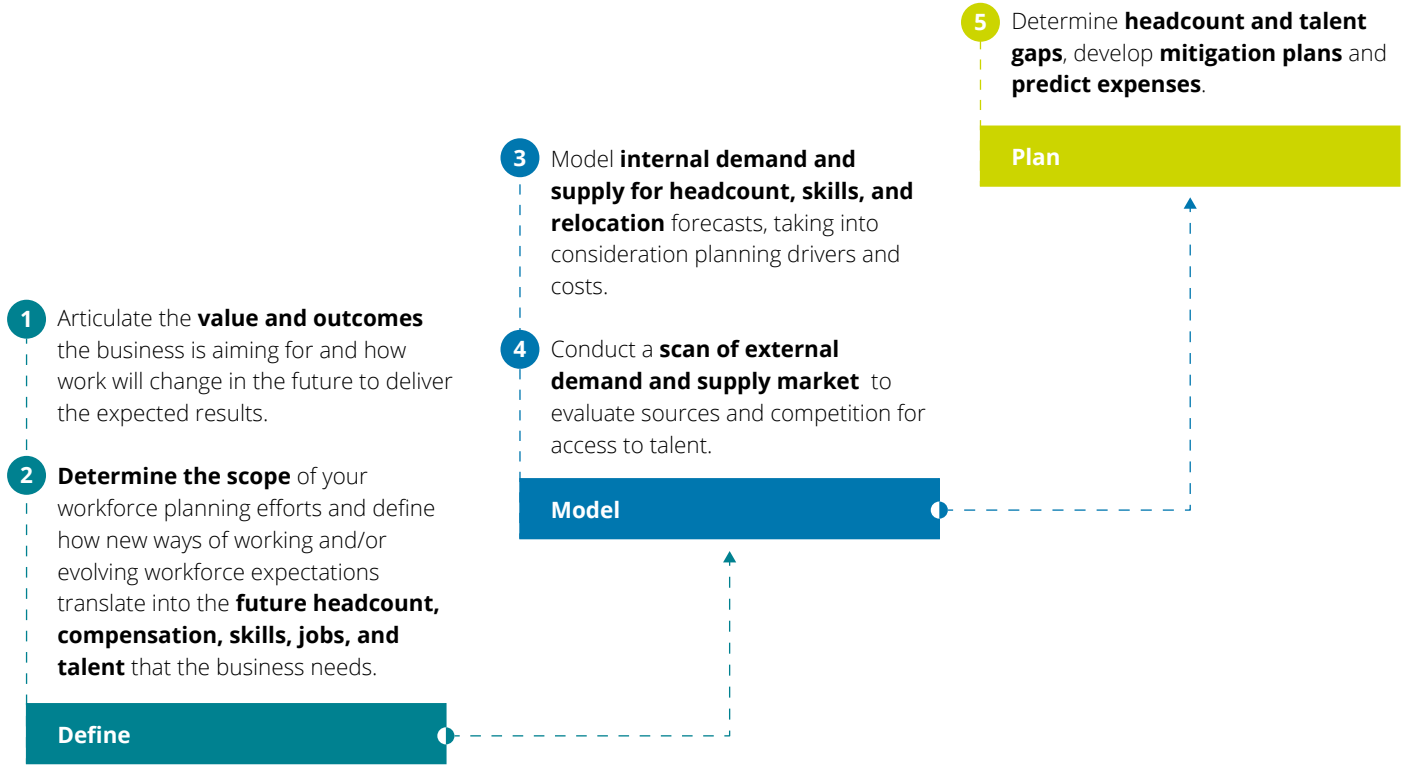 1
Articulate the value and outcomes
the business is aiming for and how
work will change in the future to deliver
the expected results.
2
Determine the scope of your
workforce planning efforts and define
how new ways of working and/or
evolving workforce expectations
translate into the future headcount,
compensation, skills, jobs, and
talent that the business needs.
Define
3
Model internal demand and
supply for headcount, skills, and
relocation forecasts, taking into
consideration planning drivers and
costs.
4
Conduct a scan of external
demand and supply market to
evaluate sources and competition for
access to talent.
Model
5
Determine headcount and talent
gaps, develop mitigation plans and
predict expenses.
Plan